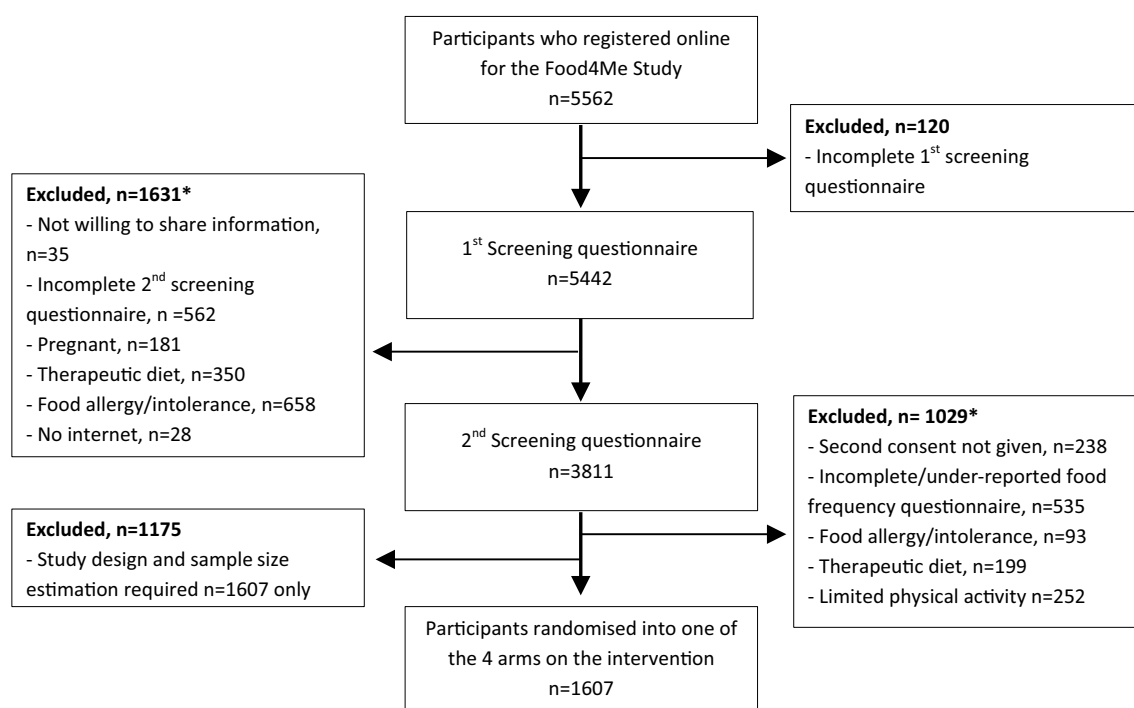 Participants who registered online
for the Food4Me Study
n=5562
Excluded, n=120
- Incomplete 1st screening
questionnaire
Excluded, n=1631*
- Not willing to share information,
n=35
- Incomplete 2nd screening
questionnaire, n =562
- Pregnant, n=181
- Therapeutic diet, n=350
- Food allergy/intolerance, n=658
- No internet, n=28
1st Screening questionnaire
n=5442
2nd Screening questionnaire
n=3811
Excluded, n= 1029*
- Second consent not given, n=238
- Incomplete/under-reported food
frequency questionnaire, n=535
- Food allergy/intolerance, n=93
- Therapeutic diet, n=199
- Limited physical activity n=252
Excluded, n=1175
- Study design and sample size
estimation required n=1607 only
Participants randomised into one of
the 4 arms on the intervention
n=1607